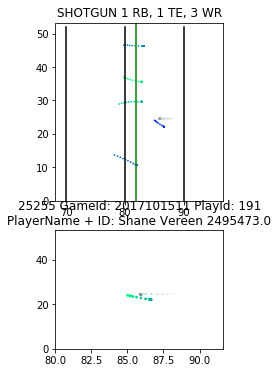 SHOTGUN 1 RB, 1 TE, 3 WR
50
40
30
20
10
0
70 80 90
25255 GameId: 2017101511 PlayId: 191
PlayerName + ID: Shane Vereen 2495473.0
40
20
0
80.0 82.5 85.0 87.5 90.0